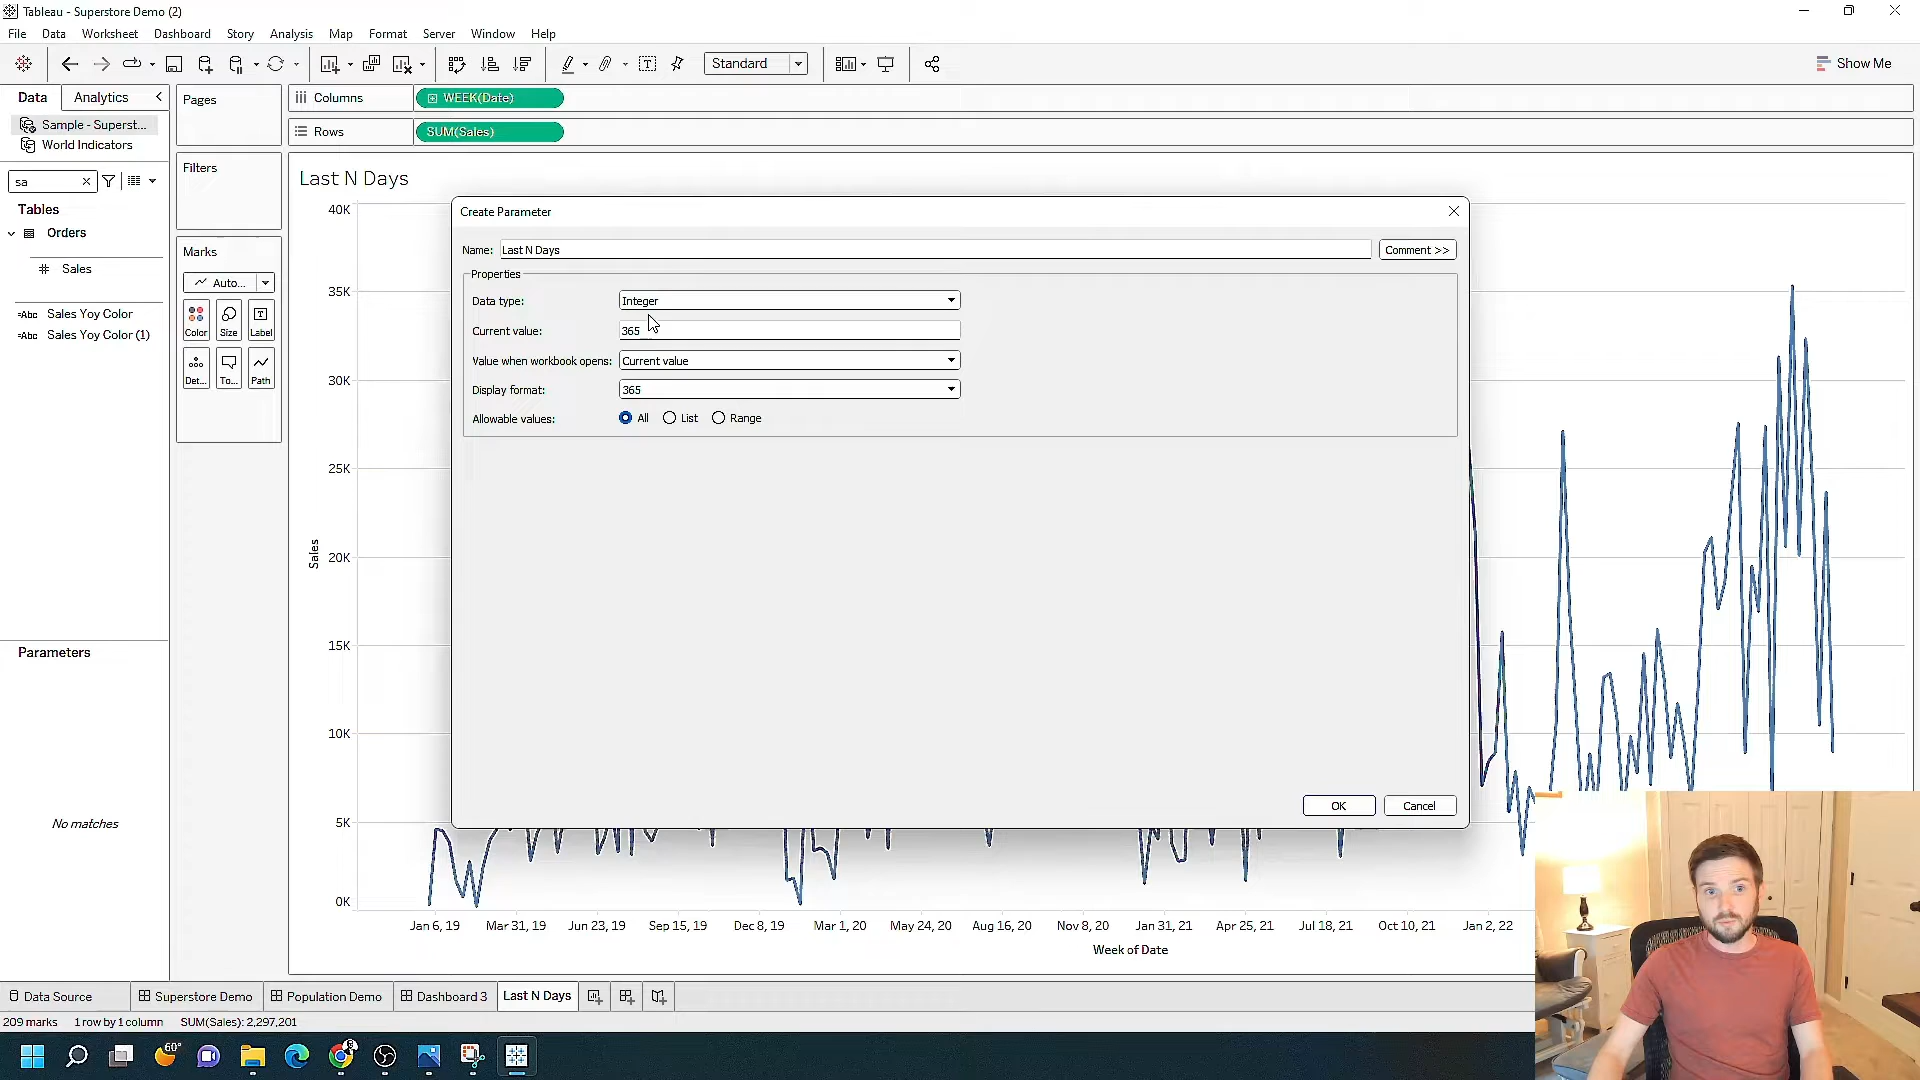 Tableau - Superstore Demo (2)
File Data Worksheet Dashboard Story Analysis Map Format Server Window Help
Standard
Show Me
Data Analytics
Pages
Columns
WEEK(Date)
Sample - Superst...
Rows
SUM(Sales)
World Indicators
Filters
Last N Days
sa
Tables
Orders
Sales
Abc Sales Yoy Color
Abc Sales Yoy Color (1)
Marks
Auto...
Color Size Label
Det... To... Path
Parameters
No matches
Create Parameter
Name: Last N Days
Comment >>
Properties
Data type: Integer
Current value: 365
Value when workbook opens: Current value
Display format: 365
Allowable values: All List Range
OK Cancel
40K
35K
30K
25K
20K
15K
10K
5K
0K
Sales
Jan 6, 19 Mar 31, 19 Jun 23, 19 Sep 15, 19 Dec 8, 19 Mar 1, 20 May 24, 20 Aug 16, 20 Nov 8, 20 Jan 31, 21 Apr 25, 21 Jul 18, 21 Oct 10, 21 Jan 2, 22
Week of Date
Data Source Superstore Demo Population Demo Dashboard 3 Last N Days
209 marks 1 row by 1 column SUM(Sales): 2,297,201
60°